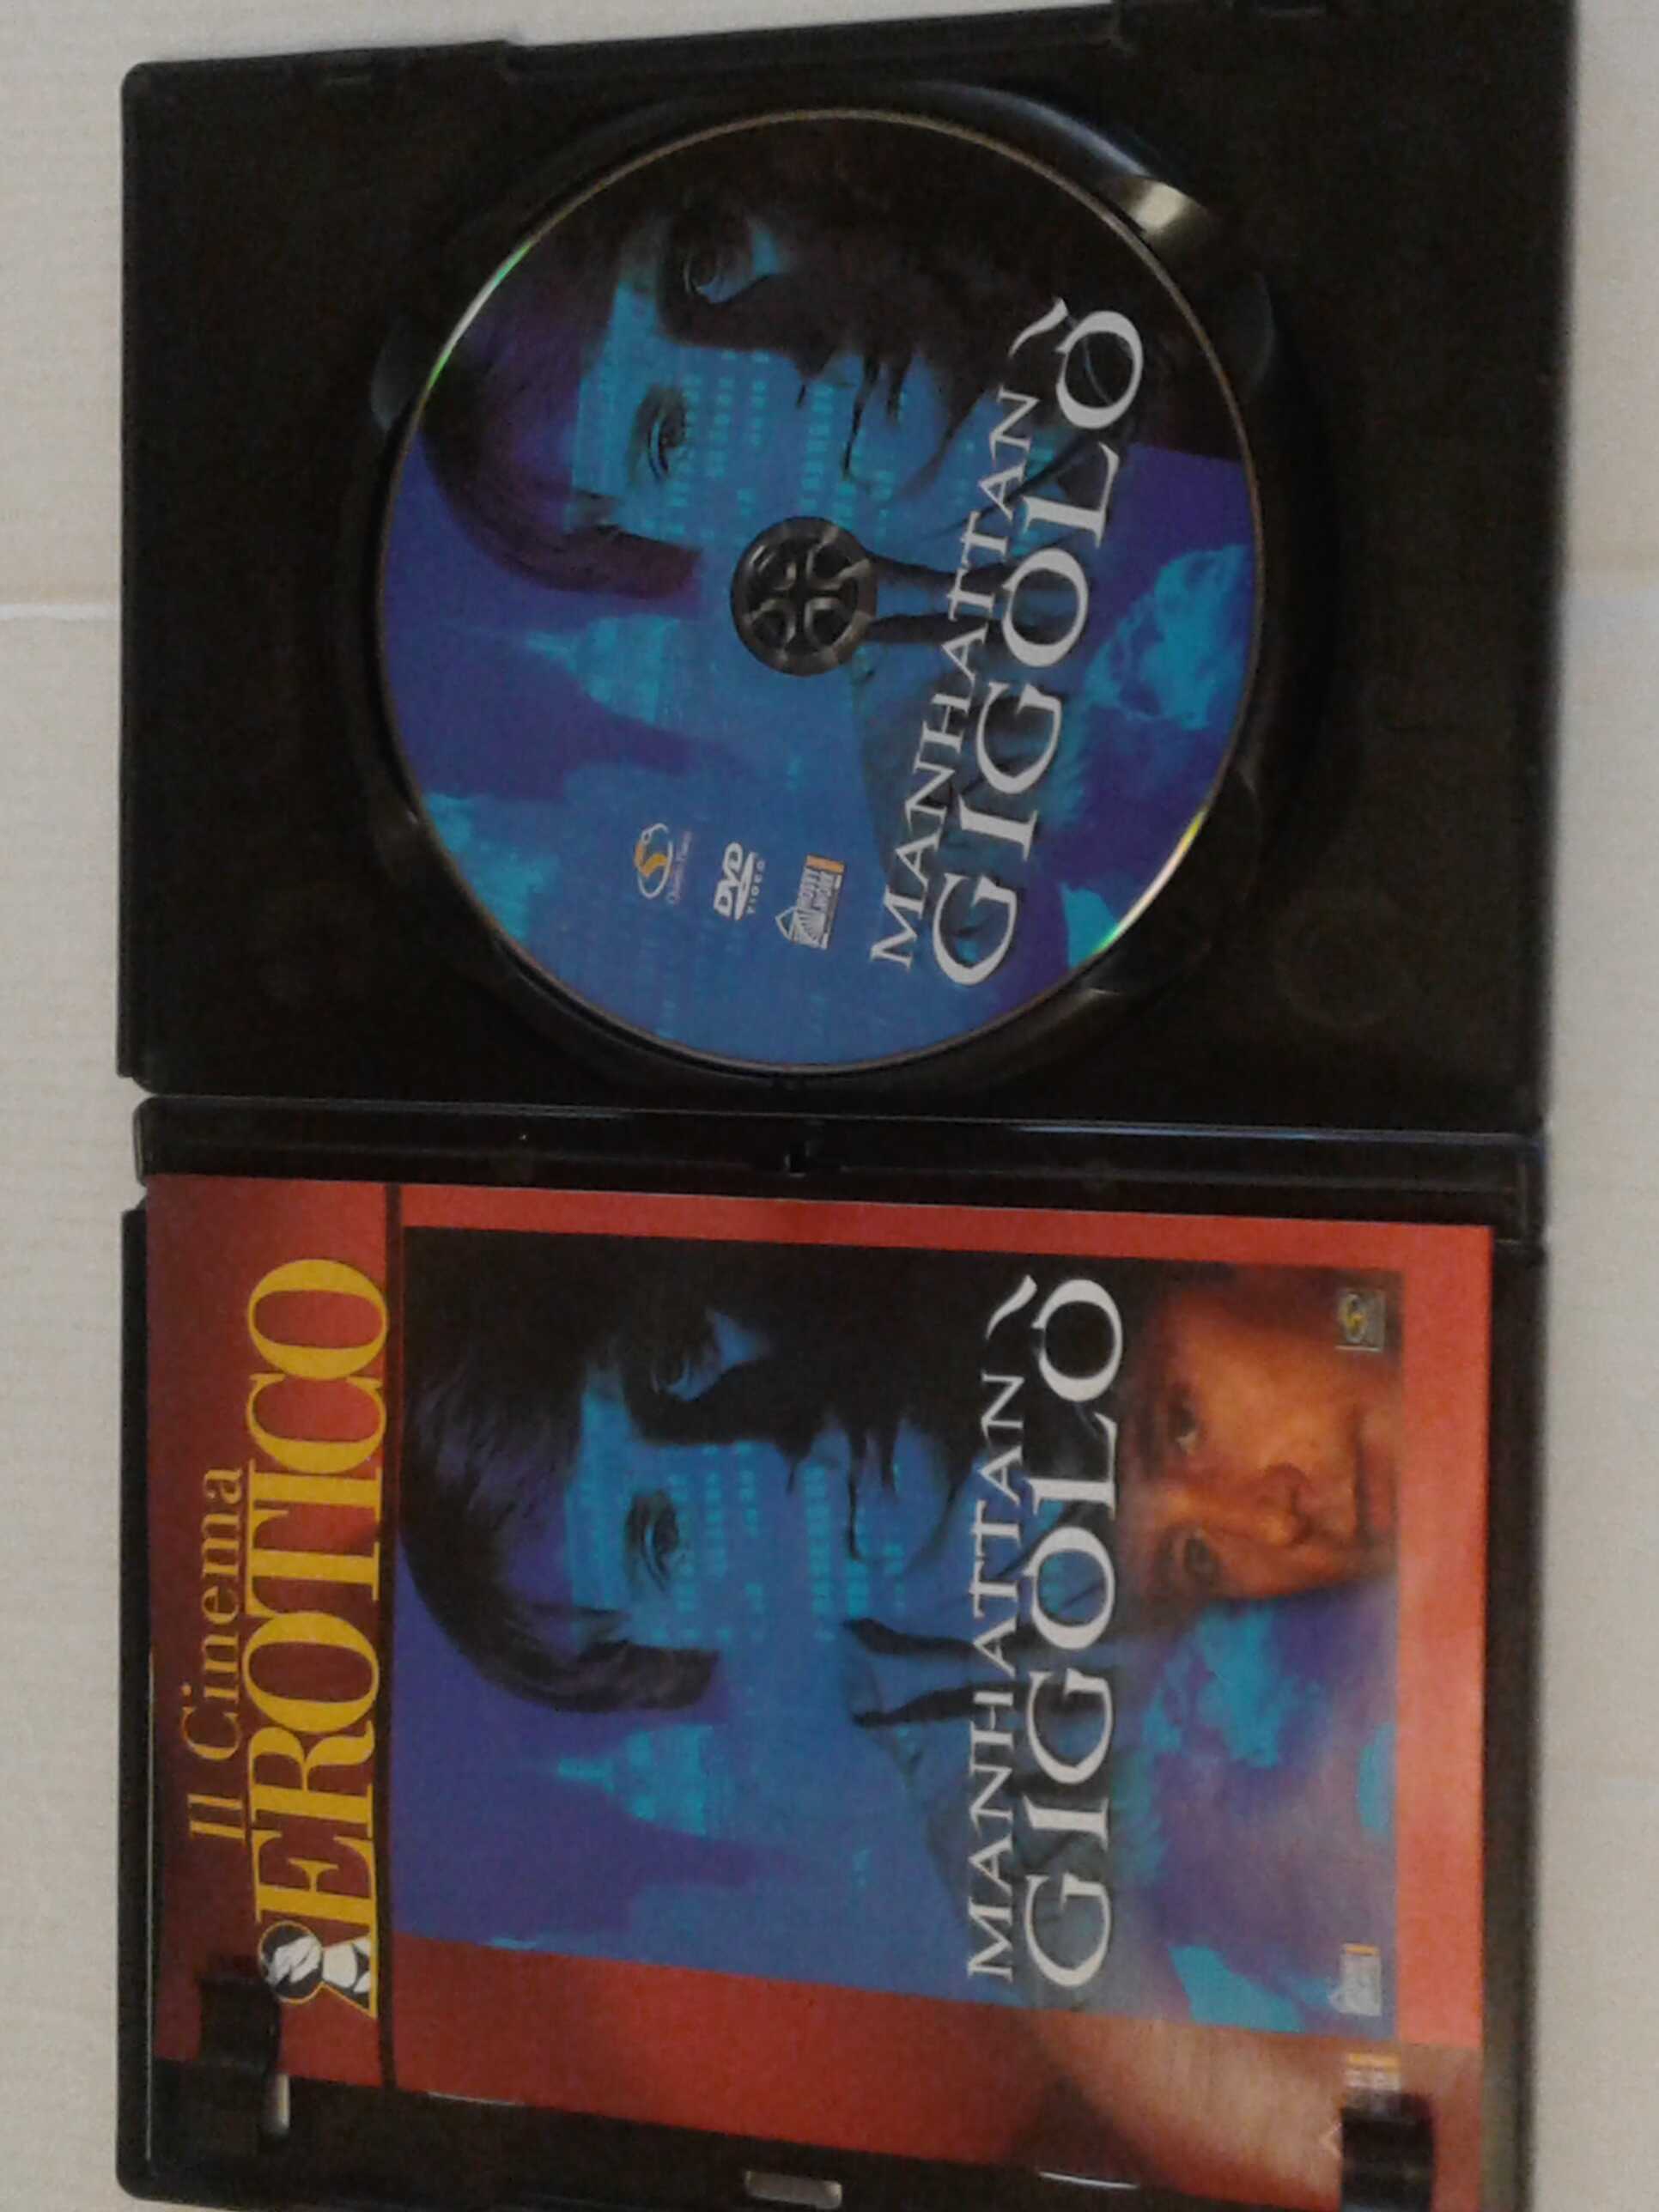 Il Cinema
EROTICO
MANHATTAN
GIGOLÒ
DVD
VIDEO
MANHATTAN
GIGOLÒ